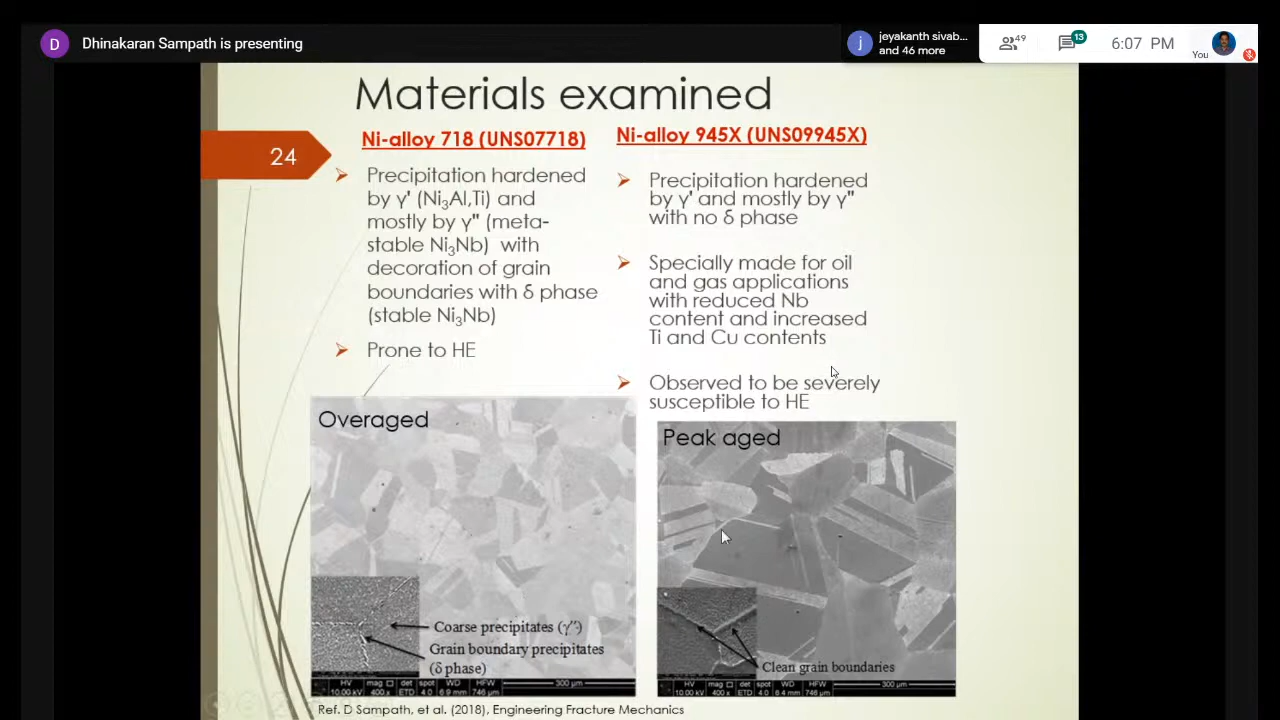 D
Dhinakaran Sampath is presenting
j
jeyakanth sivab...
and 46 more
49
13
6:07 PM
You
Materials examined
24
Ni-alloy 718 (UNS07718)
Precipitation hardened
by γ' (Ni3Al,Ti) and
mostly by γ" (meta-
stable Ni3Nb) with
decoration of grain
boundaries with δ phase
(stable Ni3Nb)
Prone to HE
Ni-alloy 945X (UNS09945X)
Precipitation hardened
by γ' and mostly by γ"
with no δ phase
Specially made for oil
and gas applications
with reduced Nb
content and increased
Ti and Cu contents
Observed to be severely
susceptible to HE
Overaged
Coarse precipitates (γ")
Grain boundary precipitates
(δ phase)
HV mag det spot WD HFW
10.00 kV 400 x ETD 4.0 6.9 mm 746 µm
300 µm
Peak aged
Clean grain boundaries
HV mag det spot WD HFW
10.00 kV 400 x ETD 4.0 6.4 mm 746 µm
300 µm
Ref. D Sampath, et al. (2018), Engineering Fracture Mechanics